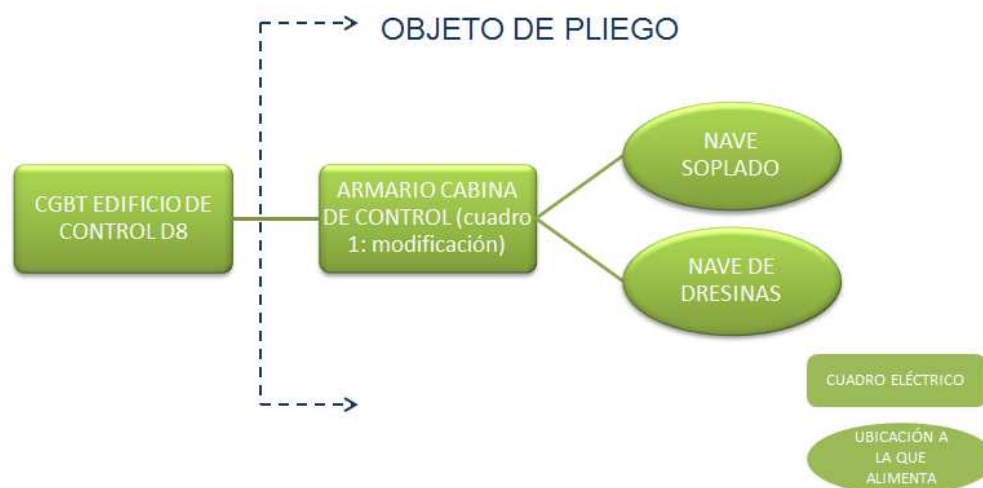 OBJETO DE PLIEGO
CGBT EDIFICIO DE
CONTROL D8
ARMARIO CABINA
DE CONTROL (cuadro
1: modificación)
NAVE
SOPLADO
NAVE DE
DRESINAS
CUADRO ELÉCTRICO
UBICACIÓN A
LA QUE
ALIMENTA